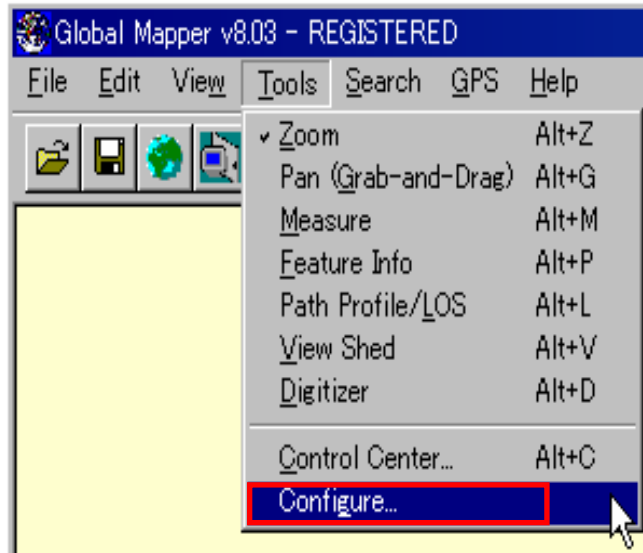 Global Mapper v8.03 - REGISTERED
File Edit View Tools Search GPS Help
Zoom Alt+Z
Pan (Grab-and-Drag) Alt+G
Measure Alt+M
Feature Info Alt+P
Path Profile/LOS Alt+L
View Shed Alt+V
Digitizer Alt+D
Control Center... Alt+C
Configure...